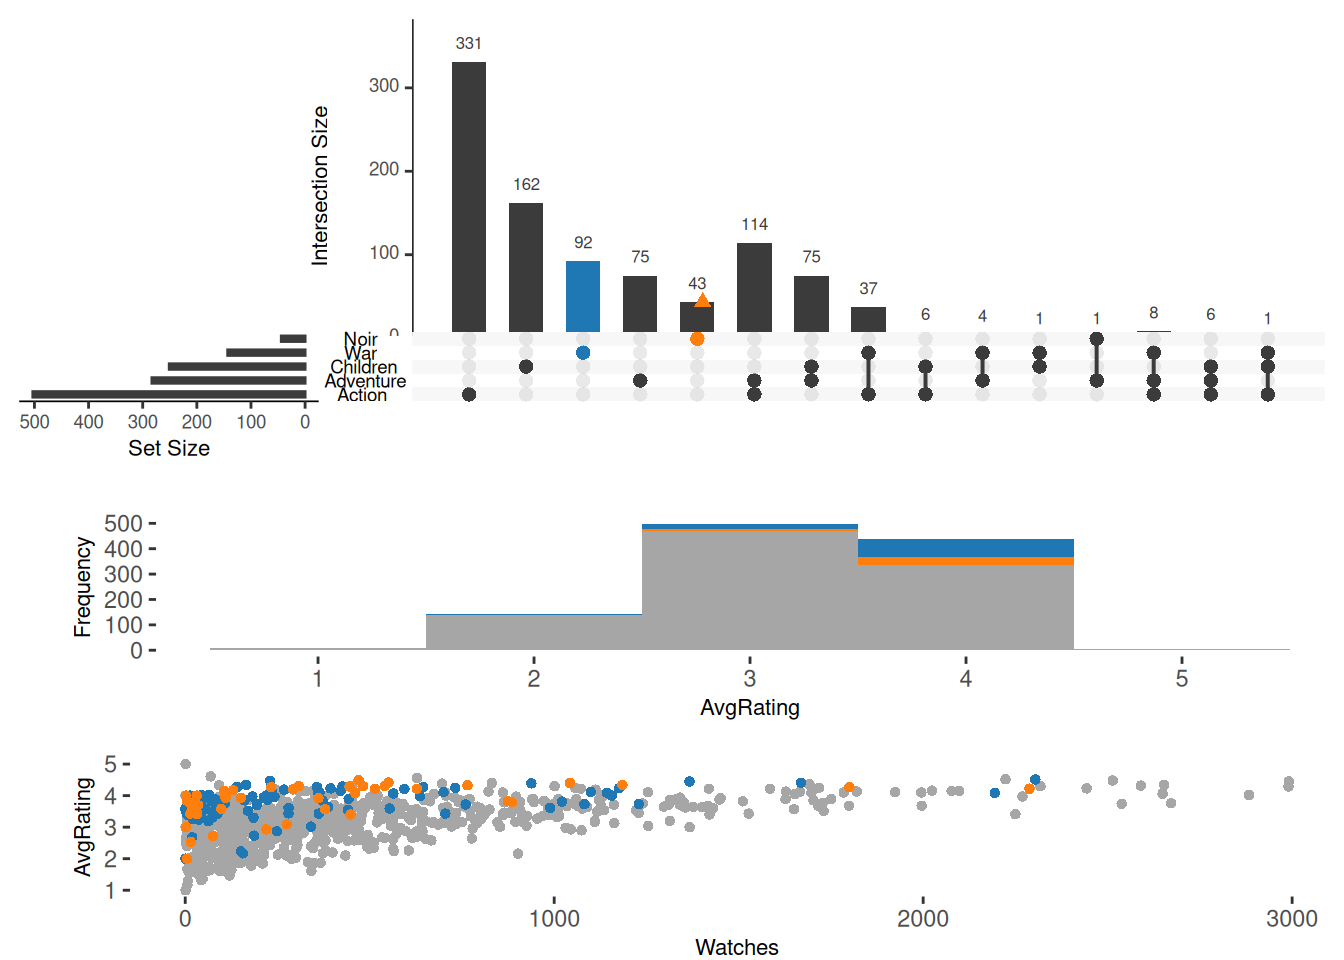 Intersection Size
300
200
100
0
331
162
92
75
43
114
75
37
6
4
1
1
8
6
1
Noir
War
Children
Adventure
Action
500 400 300 200 100 0
Set Size
Frequency
500
400
300
200
100
0
1 2 3 4 5
AvgRating
AvgRating
5
4
3
2
1
0 1000 2000 3000
Watches